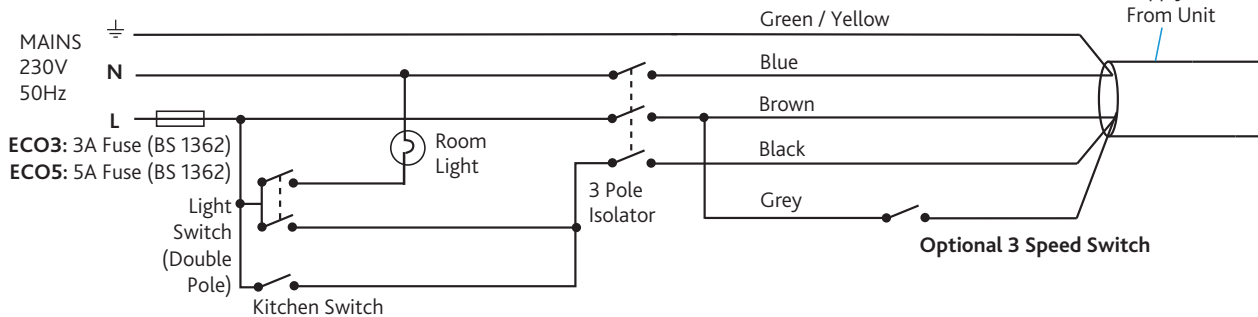 From Unit
Green / Yellow
MAINS
230V
50Hz
N
L
Blue
Brown
Black
Grey
ECO3: 3A Fuse (BS 1362)
ECO5: 5A Fuse (BS 1362)
Room
Light
3 Pole
Isolator
Light
Switch
(Double
Pole)
Optional 3 Speed Switch
Kitchen Switch